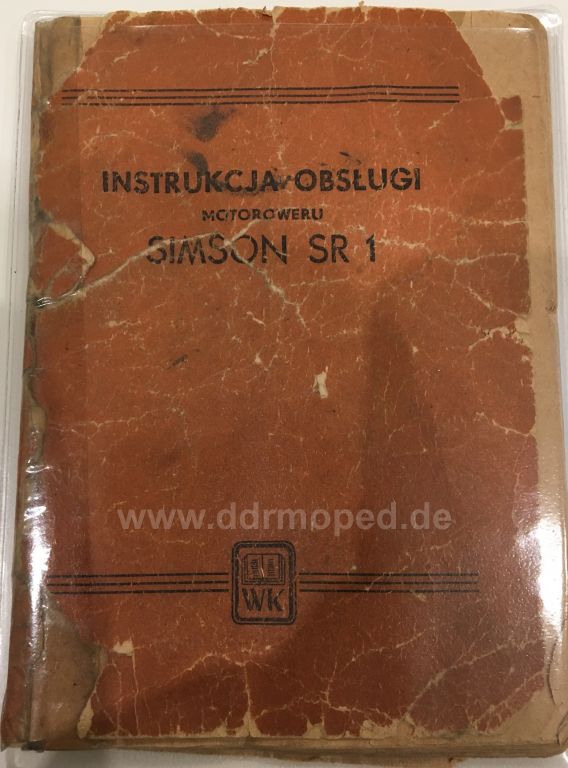 INSTRUKCJA OBSŁUGI
MOTOROWERU
SIMSON SR 1
www.ddrmoped.de
WK